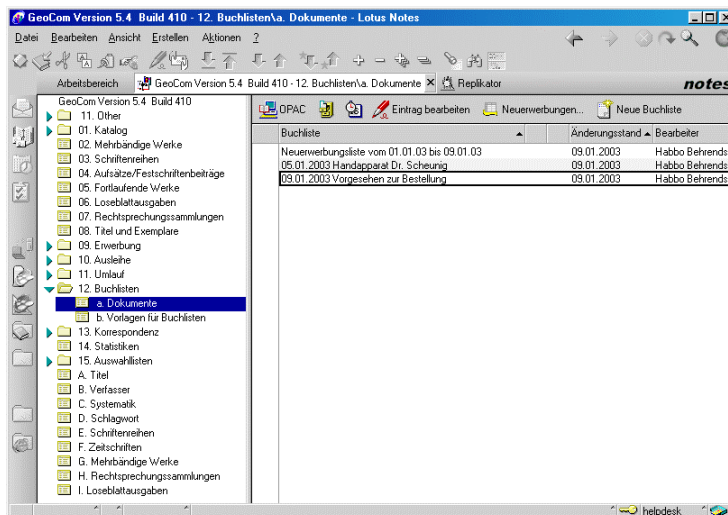 GeoCom Version 5.4 Build 410 - 12. Buchlisten\a. Dokumente - Lotus Notes
Datei Bearbeiten Ansicht Erstellen Aktionen ?
Arbeitsbereich GeoCom Version 5.4 Build 410 - 12. Buchlisten\a. Dokumente Replikator notes
GeoCom Version 5.4 Build 410
11. Other
01. Katalog
02. Mehrbändige Werke
03. Schriftenreihen
04. Aufsätze/Festschriftenbeiträge
05. Fortlaufende Werke
06. Loseblattausgaben
07. Rechtsprechungssammlungen
08. Titel und Exemplare
09. Erwerbung
10. Ausleihe
11. Umlauf
12. Buchlisten
a. Dokumente
b. Vorlagen für Buchlisten
13. Korrespondenz
14. Statistiken
15. Auswahllisten
A. Titel
B. Verfasser
C. Systematik
D. Schlagwort
E. Schriftenreihen
F. Zeitschriften
G. Mehrbändige Werke
H. Rechtsprechungssammlungen
I. Loseblattausgaben
OPAC Eintrag bearbeiten Neuerwerbungen... Neue Buchliste
Buchliste Änderungsstand Bearbeiter
Neuerwerbungsliste vom 01.01.03 bis 09.01.03 09.01.2003 Habbo Behrends
05.01.2003 Handapparat Dr. Scheunig 09.01.2003 Habbo Behrends
09.01.2003 Vorgesehen zur Bestellung 09.01.2003 Habbo Behrends
helpdesk